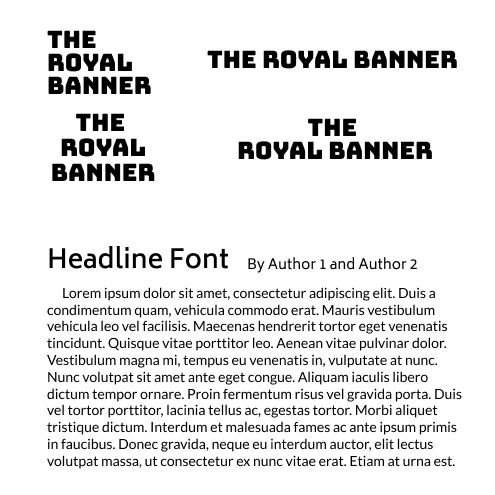 THE
ROYAL
BANNER
THE ROYAL BANNER
THE
ROYAL
BANNER
THE
ROYAL BANNER
Headline Font By Author 1 and Author 2
Lorem ipsum dolor sit amet, consectetur adipiscing elit. Duis a
condimentum quam, vehicula commodo erat. Mauris vestibulum
vehicula leo vel facilisis. Maecenas hendrerit tortor eget venenatis
tincidunt. Quisque vitae porttitor leo. Aenean vitae pulvinar dolor.
Vestibulum magna mi, tempus eu venenatis in, vulputate at nunc.
Nunc volutpat sit amet ante eget congue. Aliquam iaculis libero
dictum tempor ornare. Proin fermentum risus vel gravida porta. Duis
vel tortor porttitor, lacinia tellus ac, egestas tortor. Morbi aliquet
tristique dictum. Interdum et malesuada fames ac ante ipsum primis
in faucibus. Donec gravida, neque eu interdum auctor, elit lectus
volutpat massa, ut consectetur ex nunc vitae erat. Etiam at urna est.